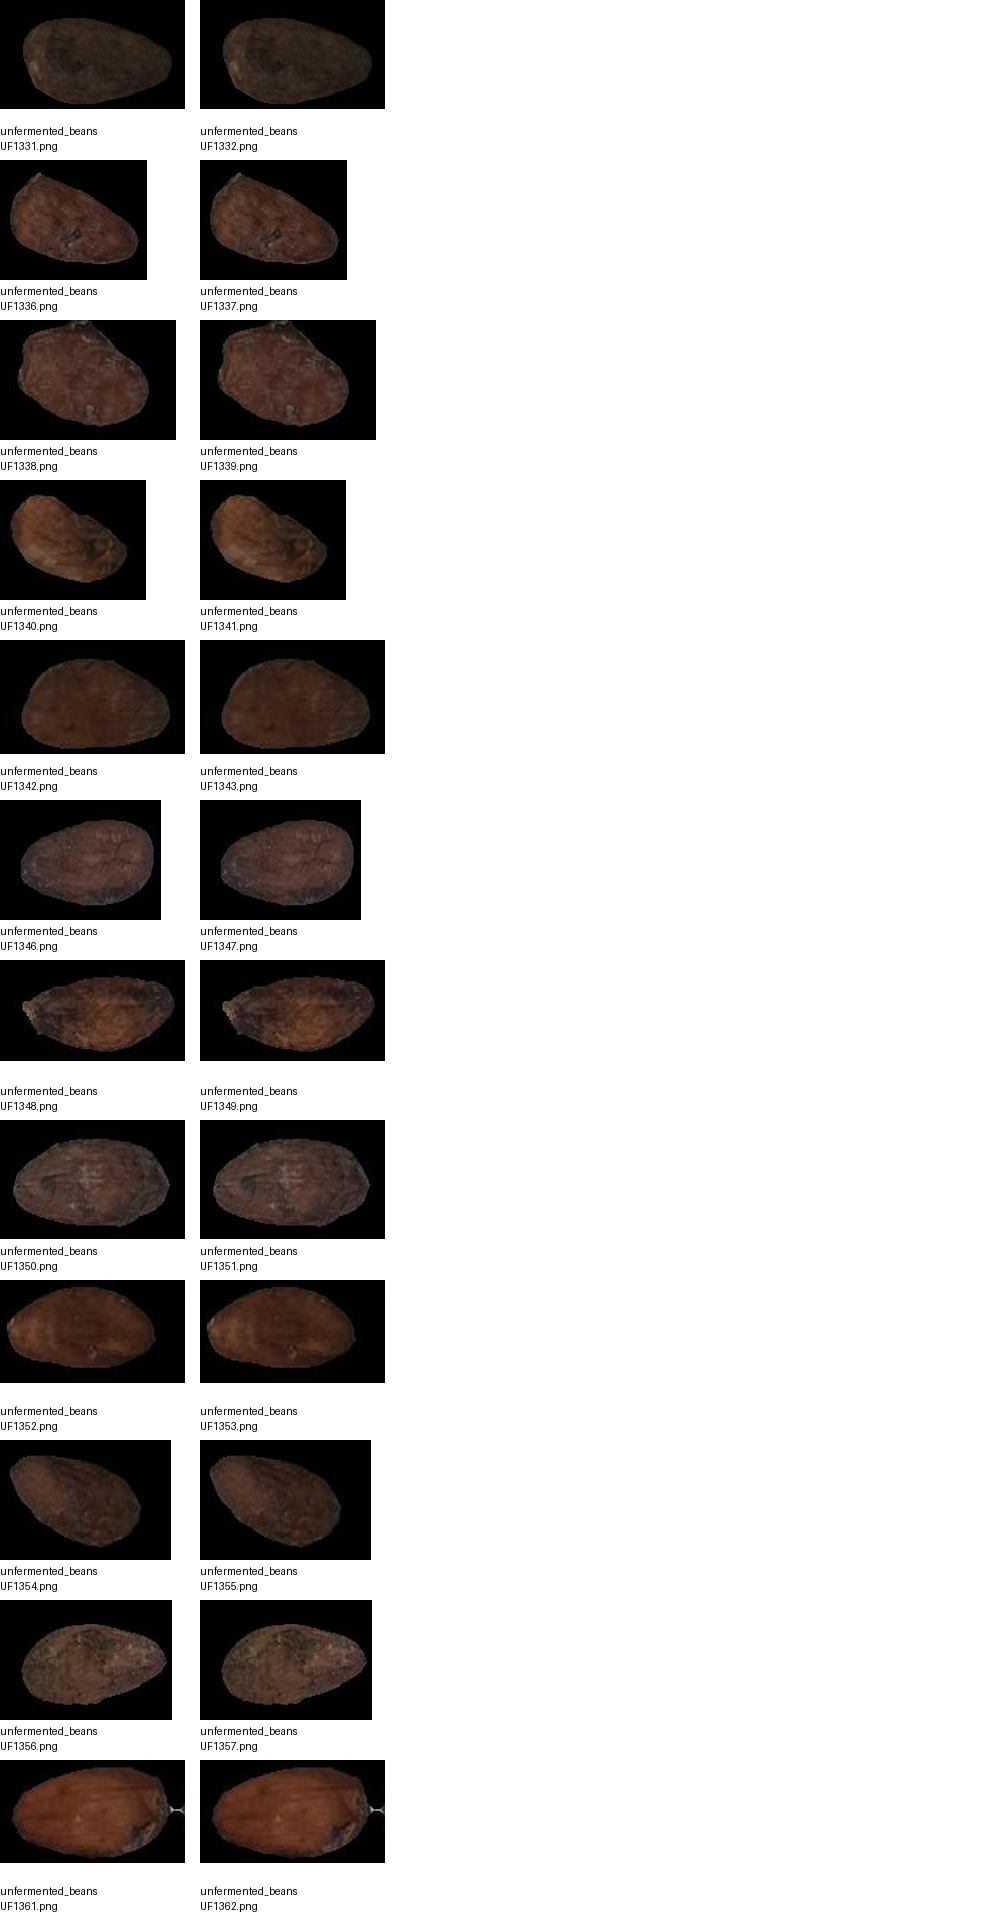 unfermented_beans unfermented_beans
UF1331.png UF1332.png
unfermented_beans unfermented_beans
UF1336.png UF1337.png
unfermented_beans unfermented_beans
UF1338.png UF1339.png
unfermented_beans unfermented_beans
UF1340.png UF1341.png
unfermented_beans unfermented_beans
UF1342.png UF1343.png
unfermented_beans unfermented_beans
UF1346.png UF1347.png
unfermented_beans unfermented_beans
UF1348.png UF1349.png
unfermented_beans unfermented_beans
UF1350.png UF1351.png
unfermented_beans unfermented_beans
UF1352.png UF1353.png
unfermented_beans unfermented_beans
UF1354.png UF1355.png
unfermented_beans unfermented_beans
UF1356.png UF1357.png
unfermented_beans unfermented_beans
UF1361.png UF1362.png